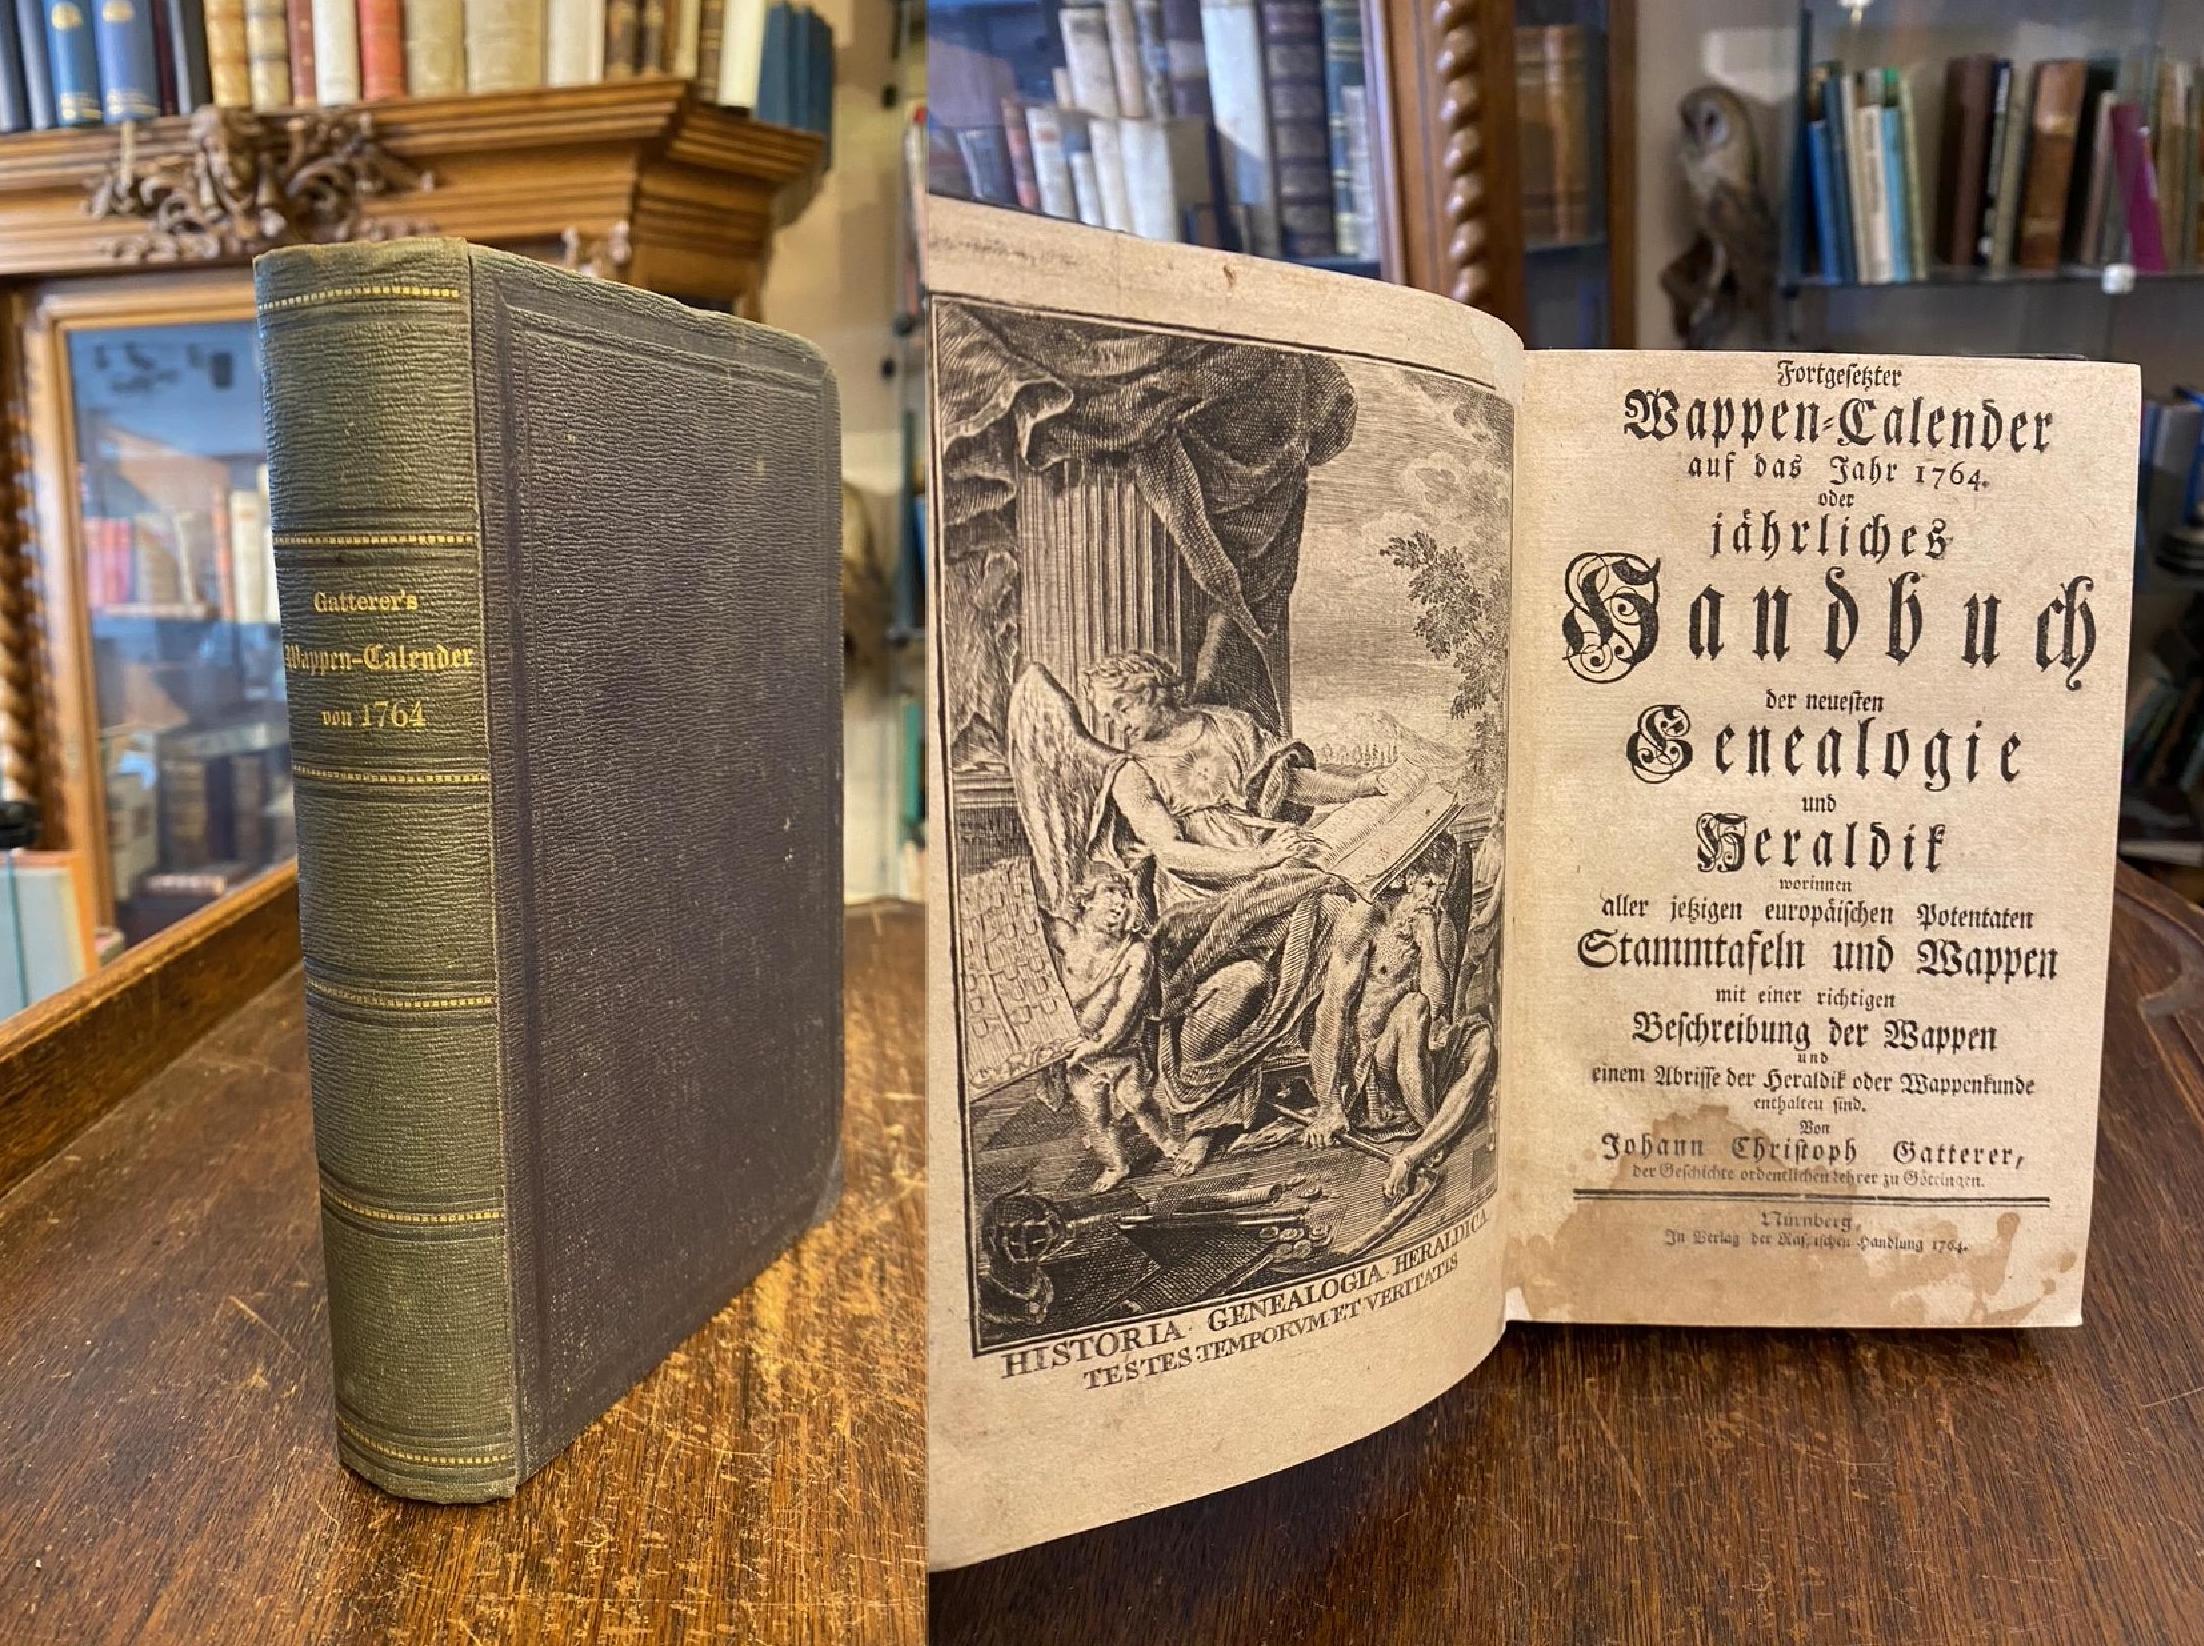 Gatterer's
Wappen-Calender
von 1764
HISTORIA · GENEALOGIA · HERALDICA
TESTES · TEMPORVM · ET VERITATIS
Fortgesetzter
Wappen-Calender
auf das Jahr 1764.
oder
jährliches
Handbuch
der neuesten
Genealogie
und
Heraldik
worinnen
aller jetzigen europäischen Potentaten
Stammtafeln und Wappen
mit einer richtigen
Beschreibung der Wappen
und
einem Abrisse der Heraldik oder Wappenkunde
enthalten sind.
Von
Johann Christoph Gatterer,
der Geschichte ordentlichen Lehrer zu Göttingen.
Nürnberg,
In Verlag der Raspischen Handlung 1764.